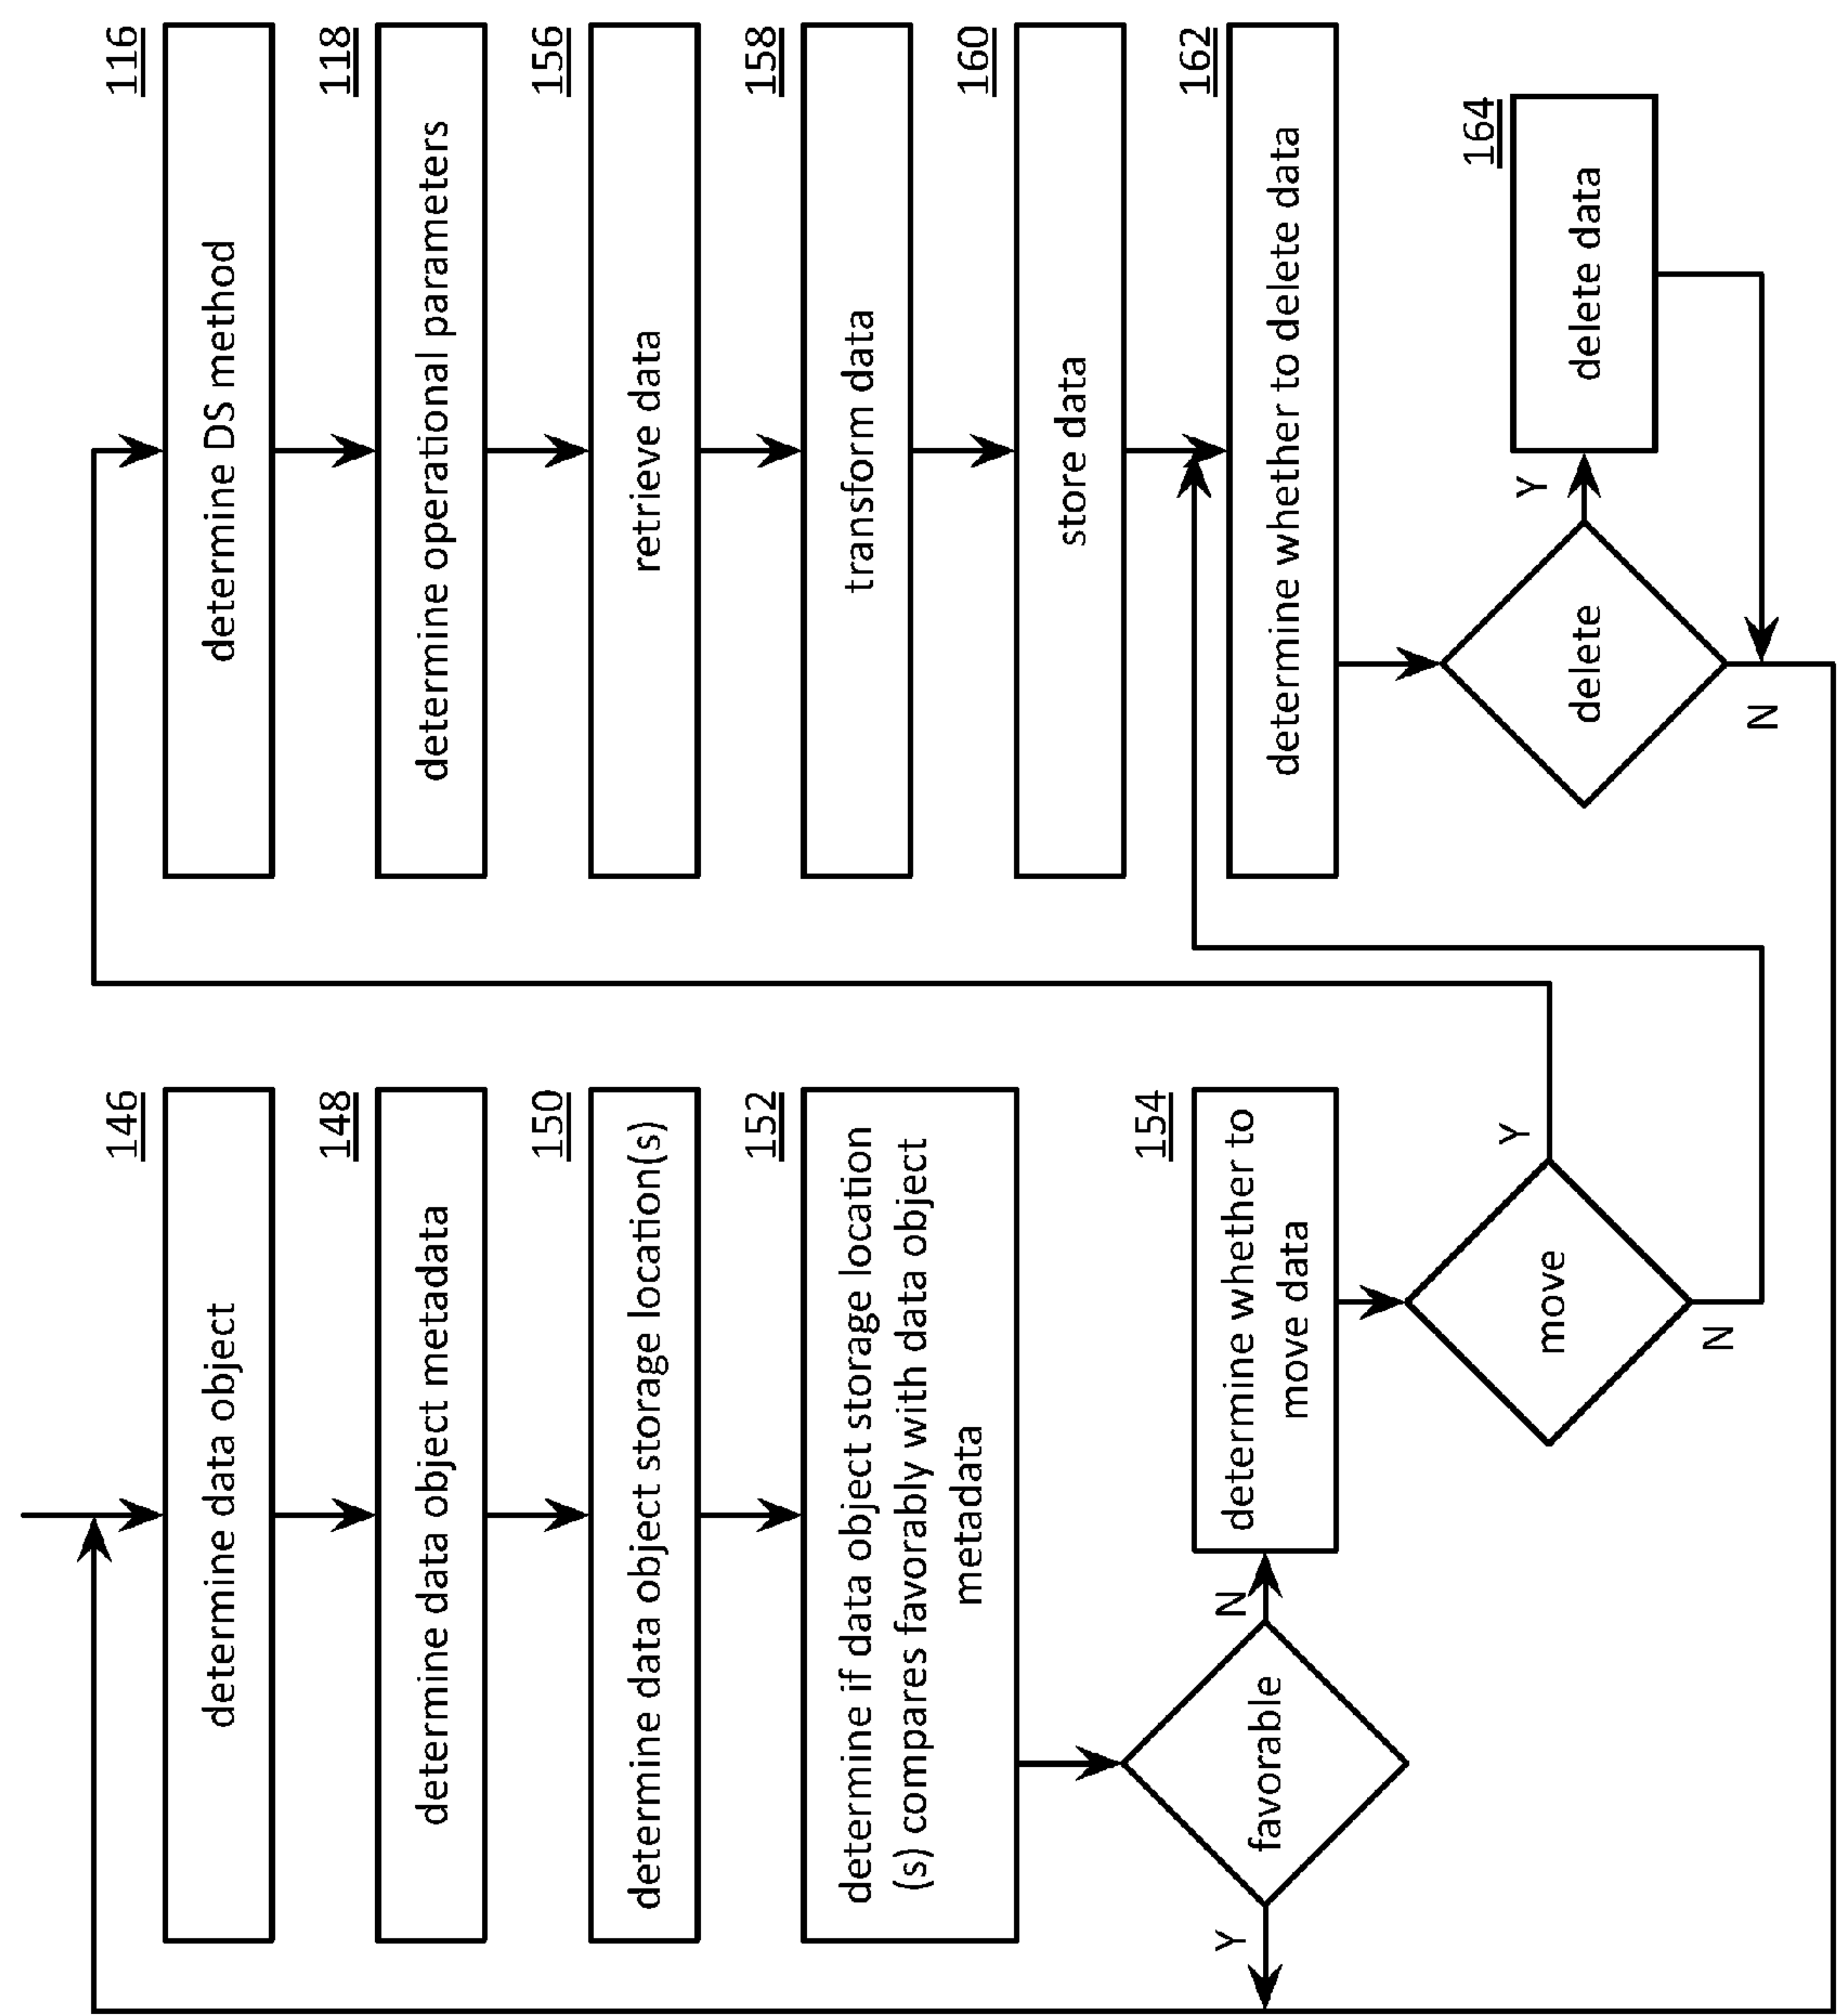 146
determine data object
148
determine data object metadata
150
determine data object storage location(s)
152
determine if data object storage location
(s) compares favorably with data object
metadata
favorable
Y
N
154
determine whether to
move data
move
Y
N
116
determine DS method
118
determine operational parameters
156
retrieve data
158
transform data
160
store data
162
determine whether to delete data
delete
Y
N
164
delete data